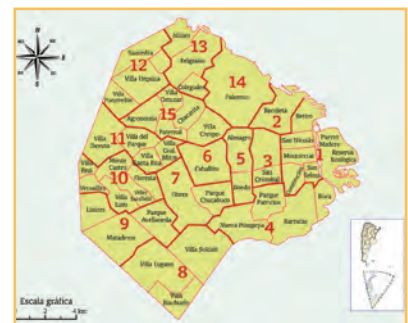 N
O
E
S
Núñez
13
Saavedra
Belgrano
12
Villa Urquiza
Coghlan
Villa
Pueyrredón
Colegiales
14
Palermo
Villa
Ortúzar
15
Chacarita
Agronomía
Paternal
Recoleta
2
Retiro
11
Villa
Devoto
Villa del
Parque
Villa
Gral.
Mitre
Villa
Crespo
Almagro
San Nicolás
Puerto
Madero
Villa
Real
Monte
Castro
Villa
Santa Rita
6
Caballito
5
3
Monserrat
1
Reserva
Ecológica
10
Floresta
San
Cristóbal
San
Telmo
Versalles
Villa
Luro
7
Flores
Boedo
Constitución
Liniers
Parque
Avellaneda
Parque
Chacabuco
Parque
Patricios
Boca
9
Mataderos
Nueva Pompeya
4
Barracas
Villa Soldati
Villa Lugano
8
Villa
Riachuelo
Escala gráfica
0
2
4 km